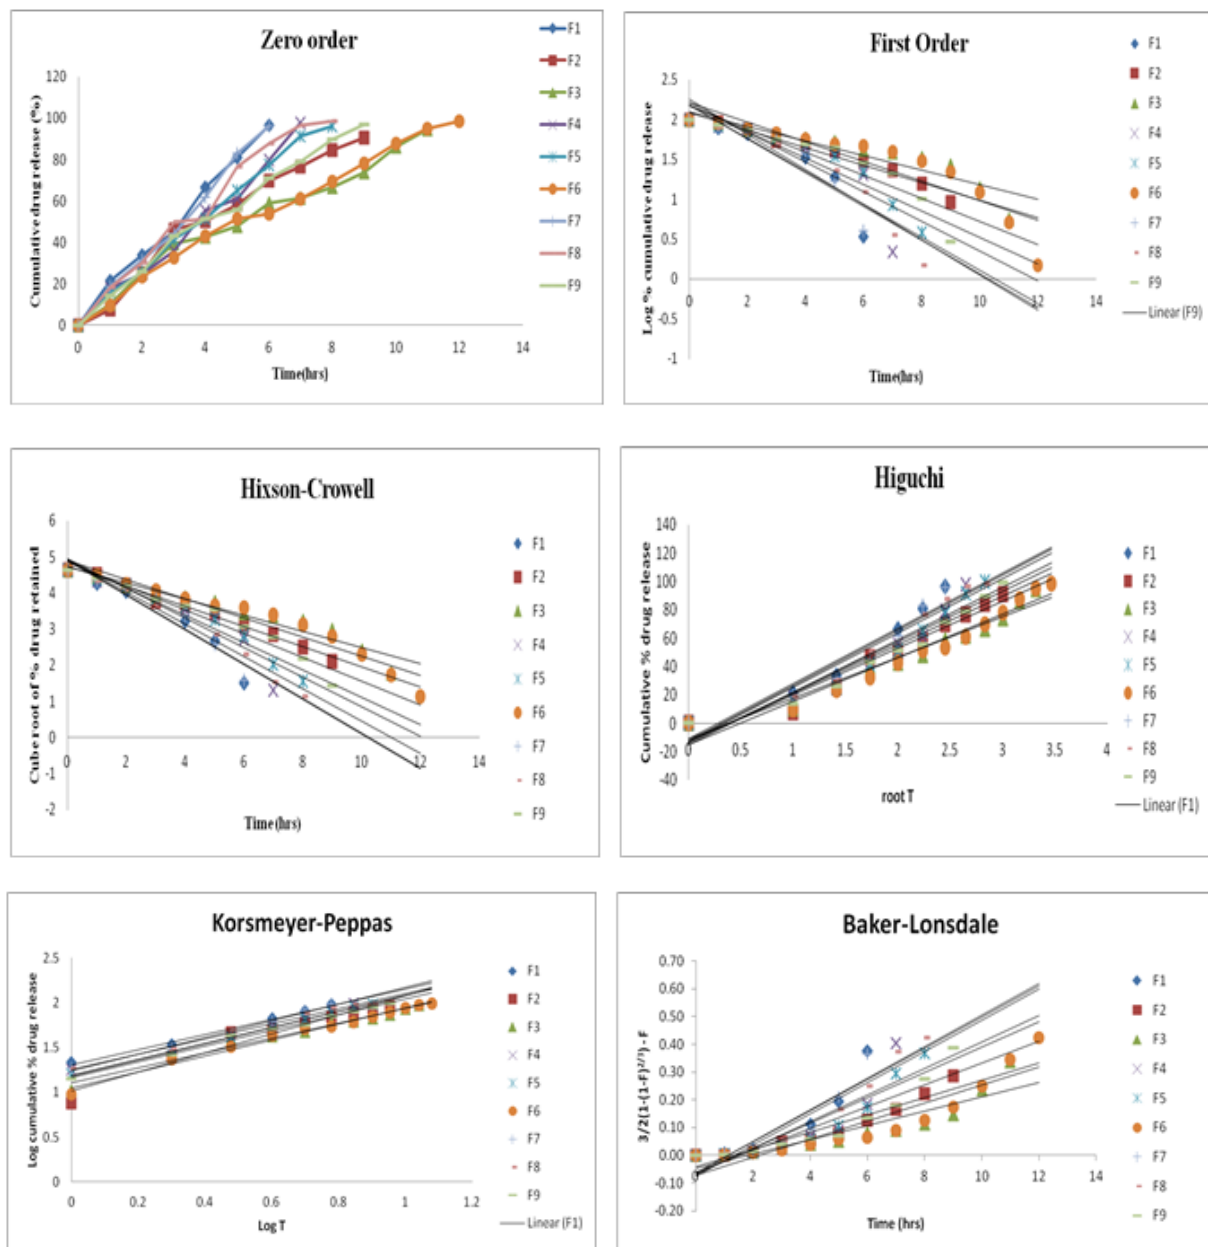 Zero order
Cumulative drug release (%)
120
100
80
60
40
20
0
0 2 4 6 8 10 12 14
Time(hrs)
F1
F2
F3
F4
F5
F6
F7
F8
F9
First Order
Log % cumulative drug release
2.5
2
1.5
1
0.5
0
-0.5
-1
0 2 4 6 8 10 12 14
Time(hrs)
F1
F2
F3
F4
F5
F6
F7
F8
F9
Linear (F9)
Hixson-Crowell
Cube root of % drug retained
6
5
4
3
2
1
0
-1
-2
0 2 4 6 8 10 12 14
Time(hrs)
F1
F2
F3
F4
F5
F6
F7
F8
F9
Higuchi
Cumulative % drug release
140
120
100
80
60
40
20
0
-20
-40
0 0.5 1 1.5 2 2.5 3 3.5 4
root T
F1
F2
F3
F4
F5
F6
F7
F8
F9
Linear (F1)
Korsmeyer-Peppas
Log cumulative % drug release
2.5
2
1.5
1
0.5
0
0 0.2 0.4 0.6 0.8 1 1.2
Log T
F1
F2
F3
F4
F5
F6
F7
F8
F9
Linear (F1)
Baker-Lonsdale
3/2(1-(1-F)^2/3) - F
0.70
0.60
0.50
0.40
0.30
0.20
0.10
0.00
-0.10
-0.20
0 2 4 6 8 10 12 14
Time (hrs)
F1
F2
F3
F4
F5
F6
F7
F8
F9